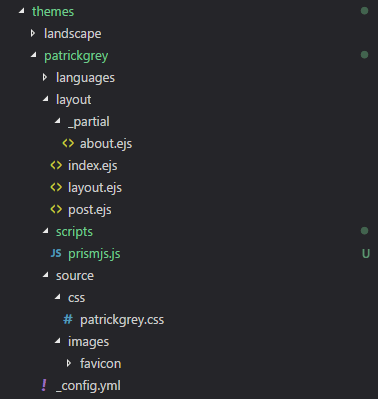 themes
landscape
patrickgrey
languages
layout
_partial
<> about.ejs
<> index.ejs
<> layout.ejs
<> post.ejs
scripts
JS prismjs.js U
source
css
# patrickgrey.css
images
favicon
! _config.yml